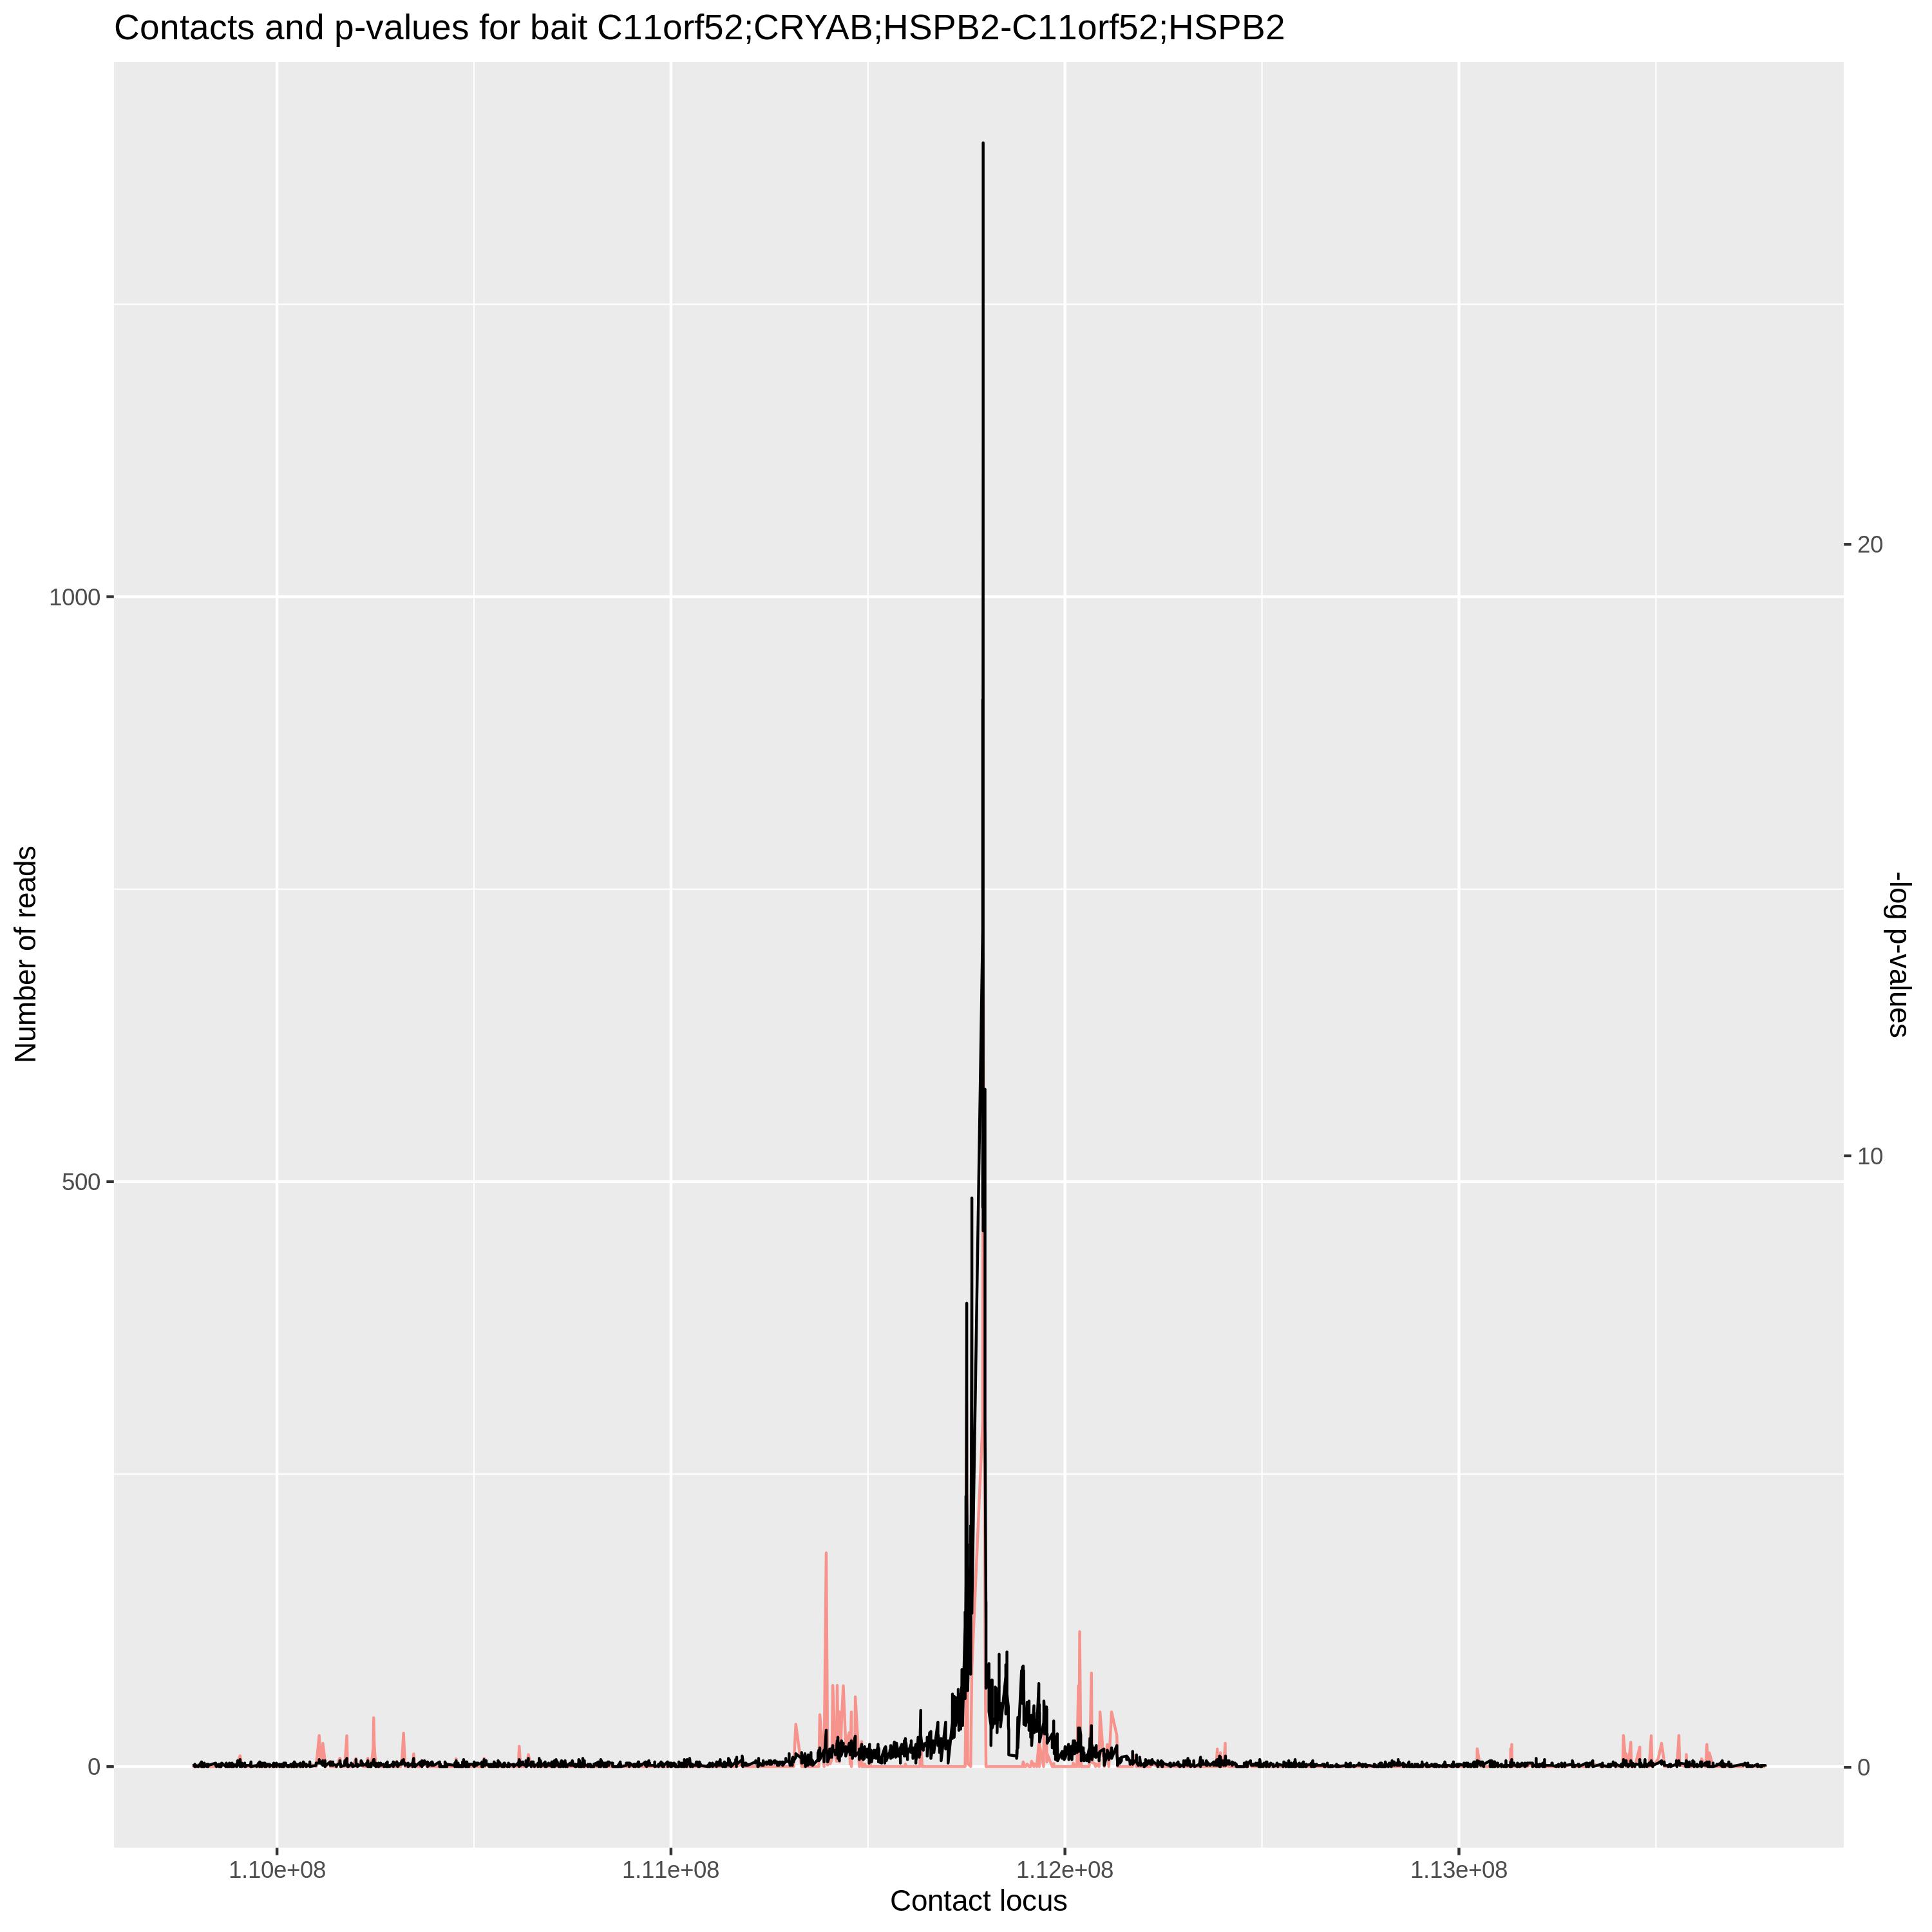 Contacts and p-values for bait C11orf52;CRYAB;HSPB2-C11orf52;HSPB2
1000
500
0
Number of reads
20
10
0
-log p-values
1.10e+08
1.11e+08
1.12e+08
1.13e+08
Contact locus